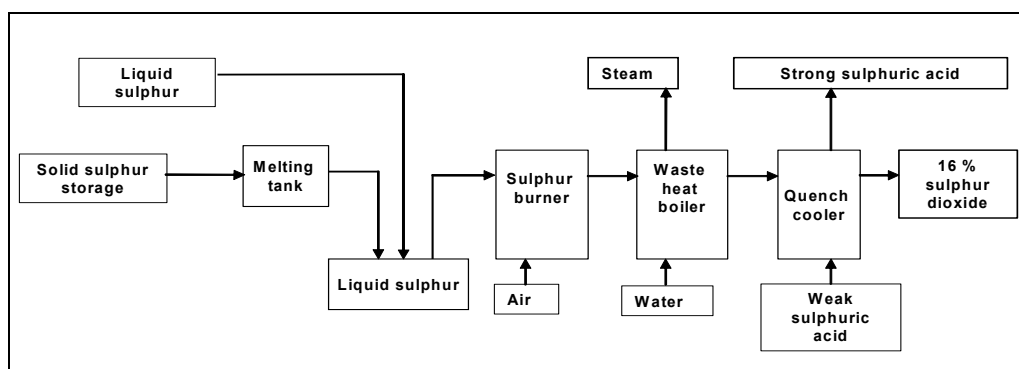 Liquid
sulphur
Solid sulphur
storage
Melting
tank
Liquid sulphur
Sulphur
burner
Air
Steam
Waste
heat
boiler
Water
Strong sulphuric acid
Quench
cooler
Weak
sulphuric
acid
16 %
sulphur
dioxide